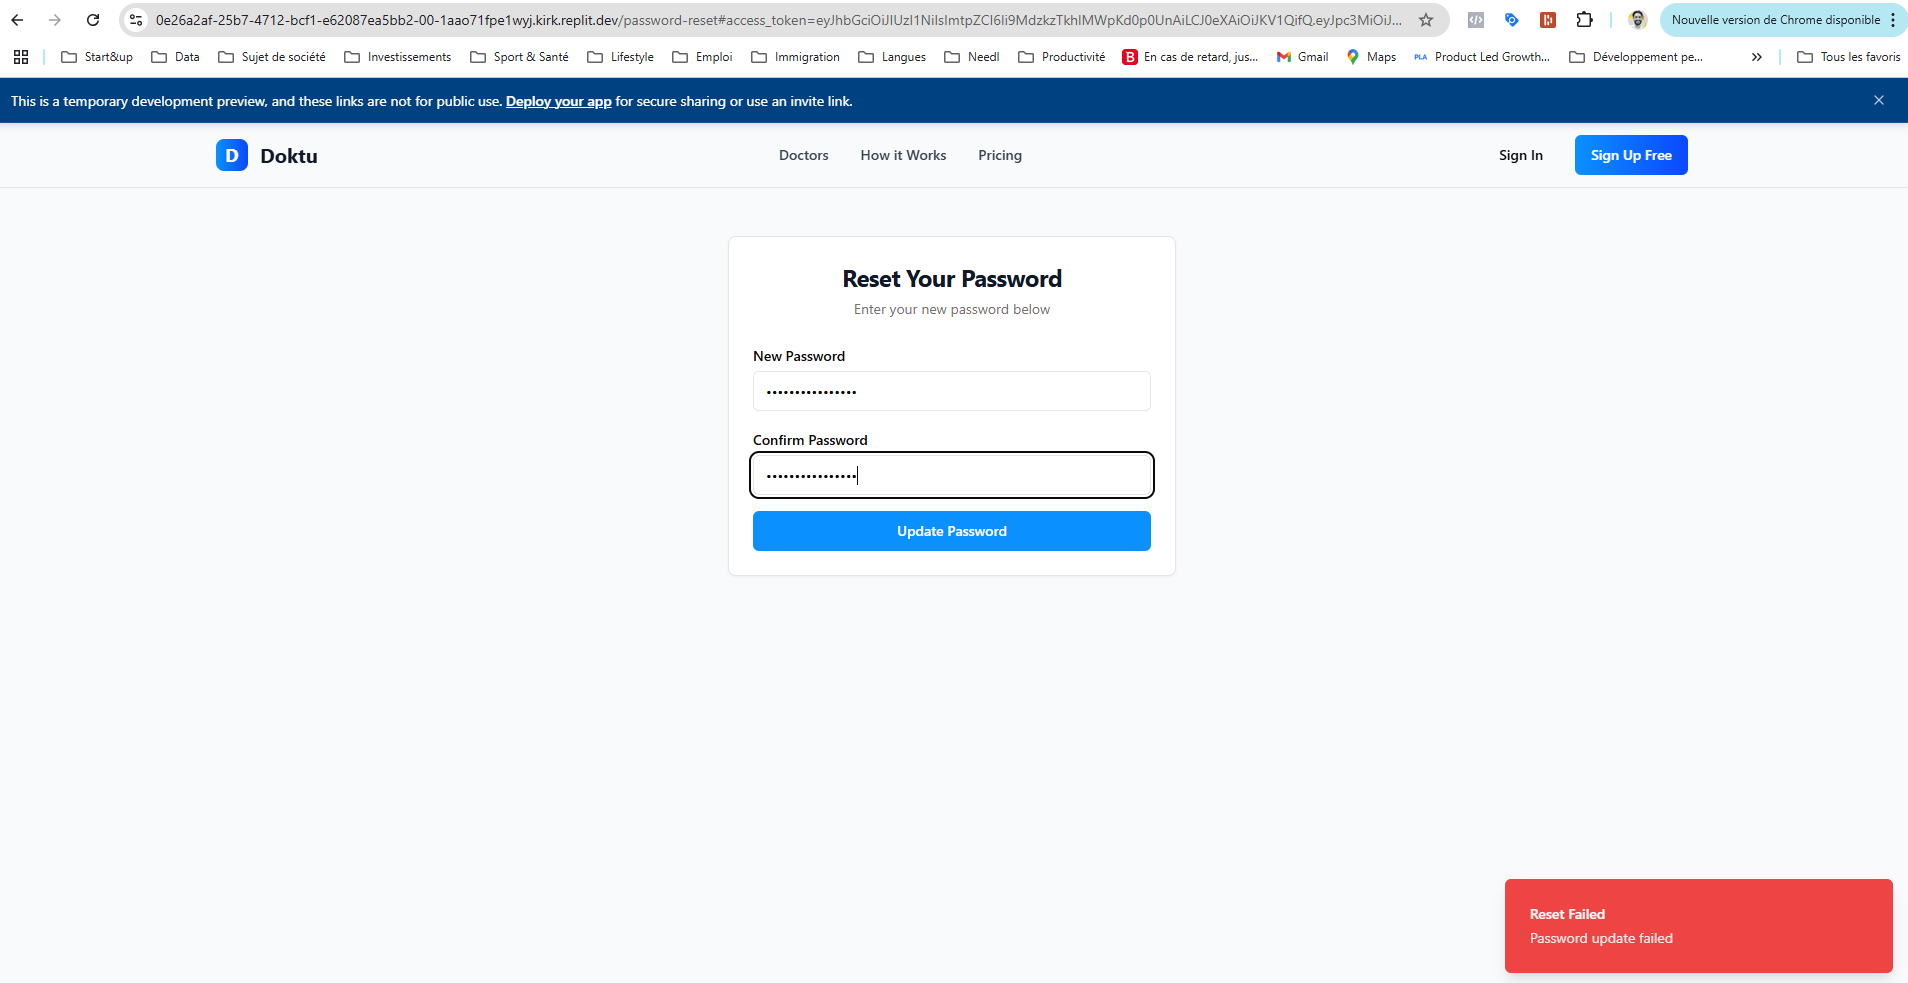 0e26a2af-25b7-4712-bcf1-e62087ea5bb2-00-1aao71fpe1wyj.kirk.replit.dev/password-reset#access_token=eyJhbGciOiJIUzI1NiIsImtpZCI6Ii9MdzkzTkhIMWpKd0p0UnAiLCJ0eXAiOiJKV1QifQ.eyJpc3MiOiJ...
Nouvelle version de Chrome disponible
Start&up Data Sujet de société Investissements Sport & Santé Lifestyle Emploi Immigration Langues Needl Productivité B En cas de retard, jus... Gmail Maps PLA Product Led Growth... Développement pe... » Tous les favoris
This is a temporary development preview, and these links are not for public use. Deploy your app for secure sharing or use an invite link.
D Doktu
Doctors How it Works Pricing
Sign In Sign Up Free
Reset Your Password
Enter your new password below
New Password
••••••••••••••••
Confirm Password
••••••••••••••••
Update Password
Reset Failed
Password update failed